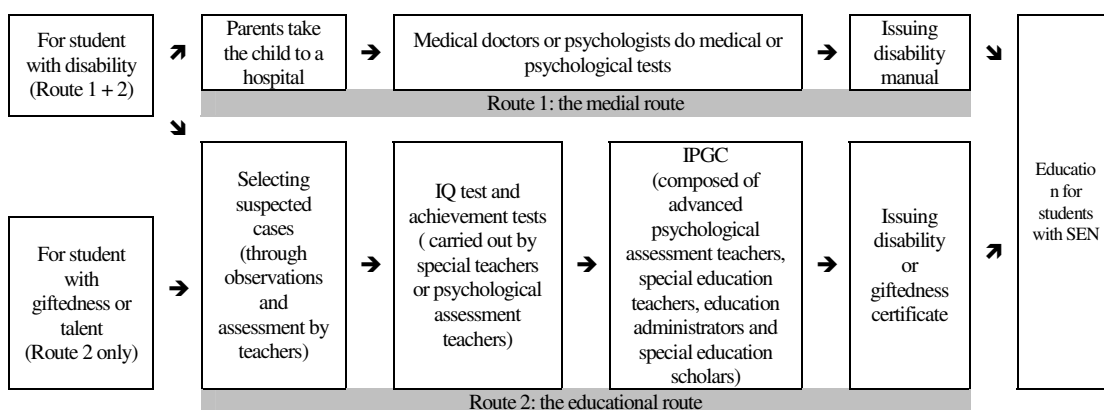 For student
with disability
(Route 1 + 2)
Parents take
the child to a
hospital
Medical doctors or psychologists do medical or
psychological tests
Issuing
disability
manual
Route 1: the medial route
For student
with
giftedness or
talent
(Route 2 only)
Selecting
suspected
cases
(through
observations
and
assessment by
teachers)
IQ test and
achievement tests
( carried out by
special teachers
or psychological
assessment
teachers)
IPGC
(composed of
advanced
psychological
assessment teachers,
special education
teachers, education
administrators and
special education
scholars)
Issuing
disability
or
giftedness
certificate
Route 2: the educational route
Educatio
n for
students
with SEN